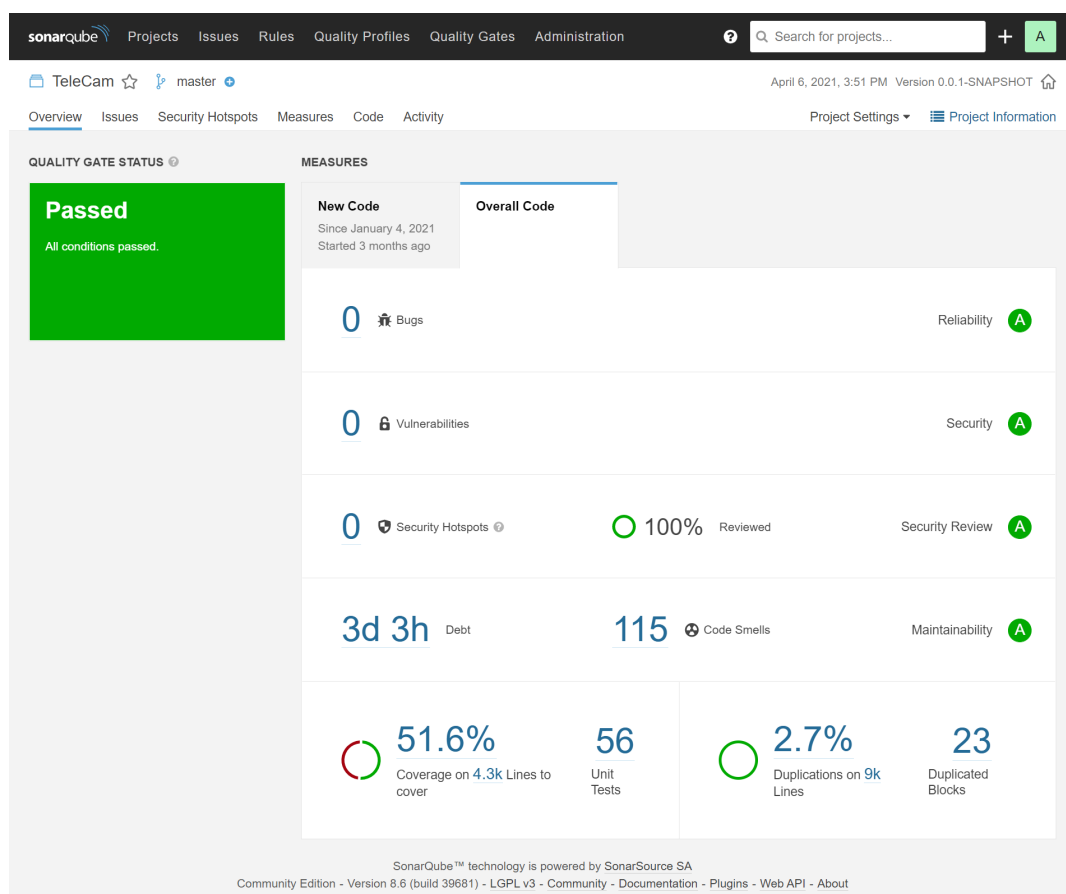 sonarqube Projects Issues Rules Quality Profiles Quality Gates Administration ? Search for projects... + A
TeleCam master April 6, 2021, 3:51 PM Version 0.0.1-SNAPSHOT
Overview Issues Security Hotspots Measures Code Activity Project Settings Project Information
QUALITY GATE STATUS ? MEASURES
Passed
All conditions passed.
New Code
Since January 4, 2021
Started 3 months ago
Overall Code
0 Bugs Reliability A
0 Vulnerabilities Security A
0 Security Hotspots ? 100% Reviewed Security Review A
3d 3h Debt 115 Code Smells Maintainability A
51.6%
Coverage on 4.3k Lines to
cover
56
Unit
Tests
2.7%
Duplications on 9k
Lines
23
Duplicated
Blocks
SonarQube™ technology is powered by SonarSource SA
Community Edition - Version 8.6 (build 39681) - LGPL v3 - Community - Documentation - Plugins - Web API - About